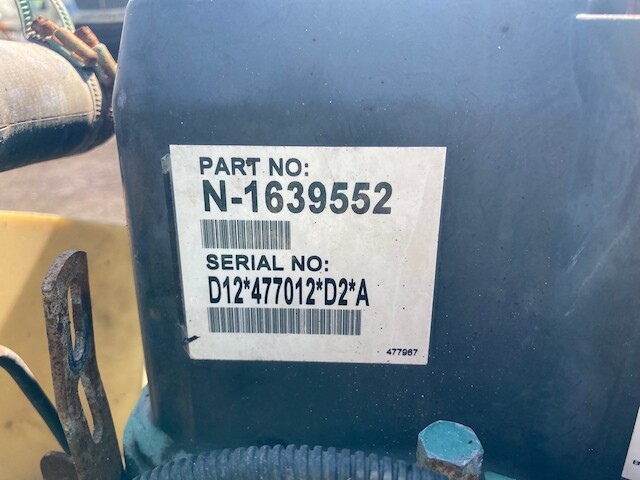 PART NO:
N-1639552
SERIAL NO:
D12*477012*D2*A
477967